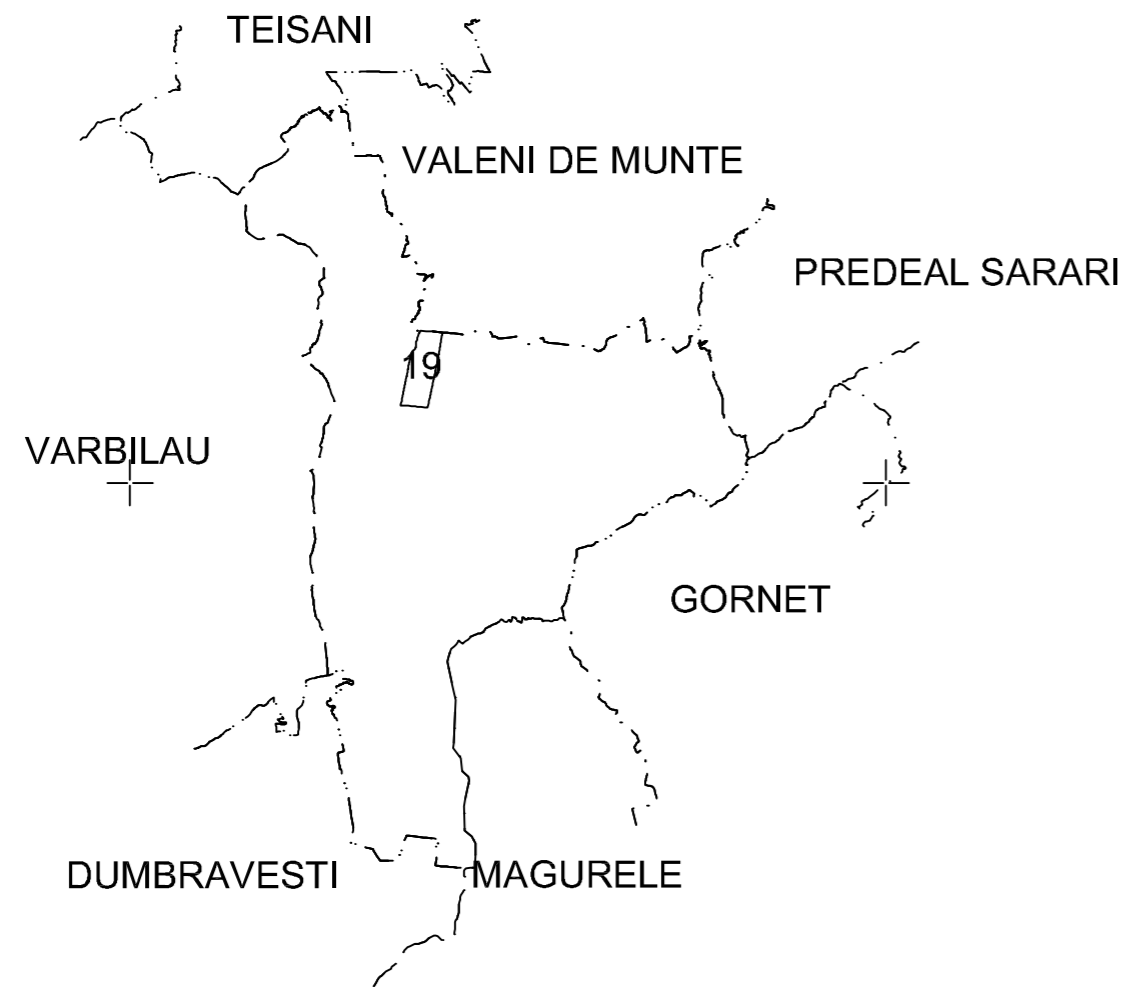 TEISANI
VALENI DE MUNTE
PREDEAL SARARI
19
VARBILAU
GORNET
DUMBRAVESTI
MAGURELE